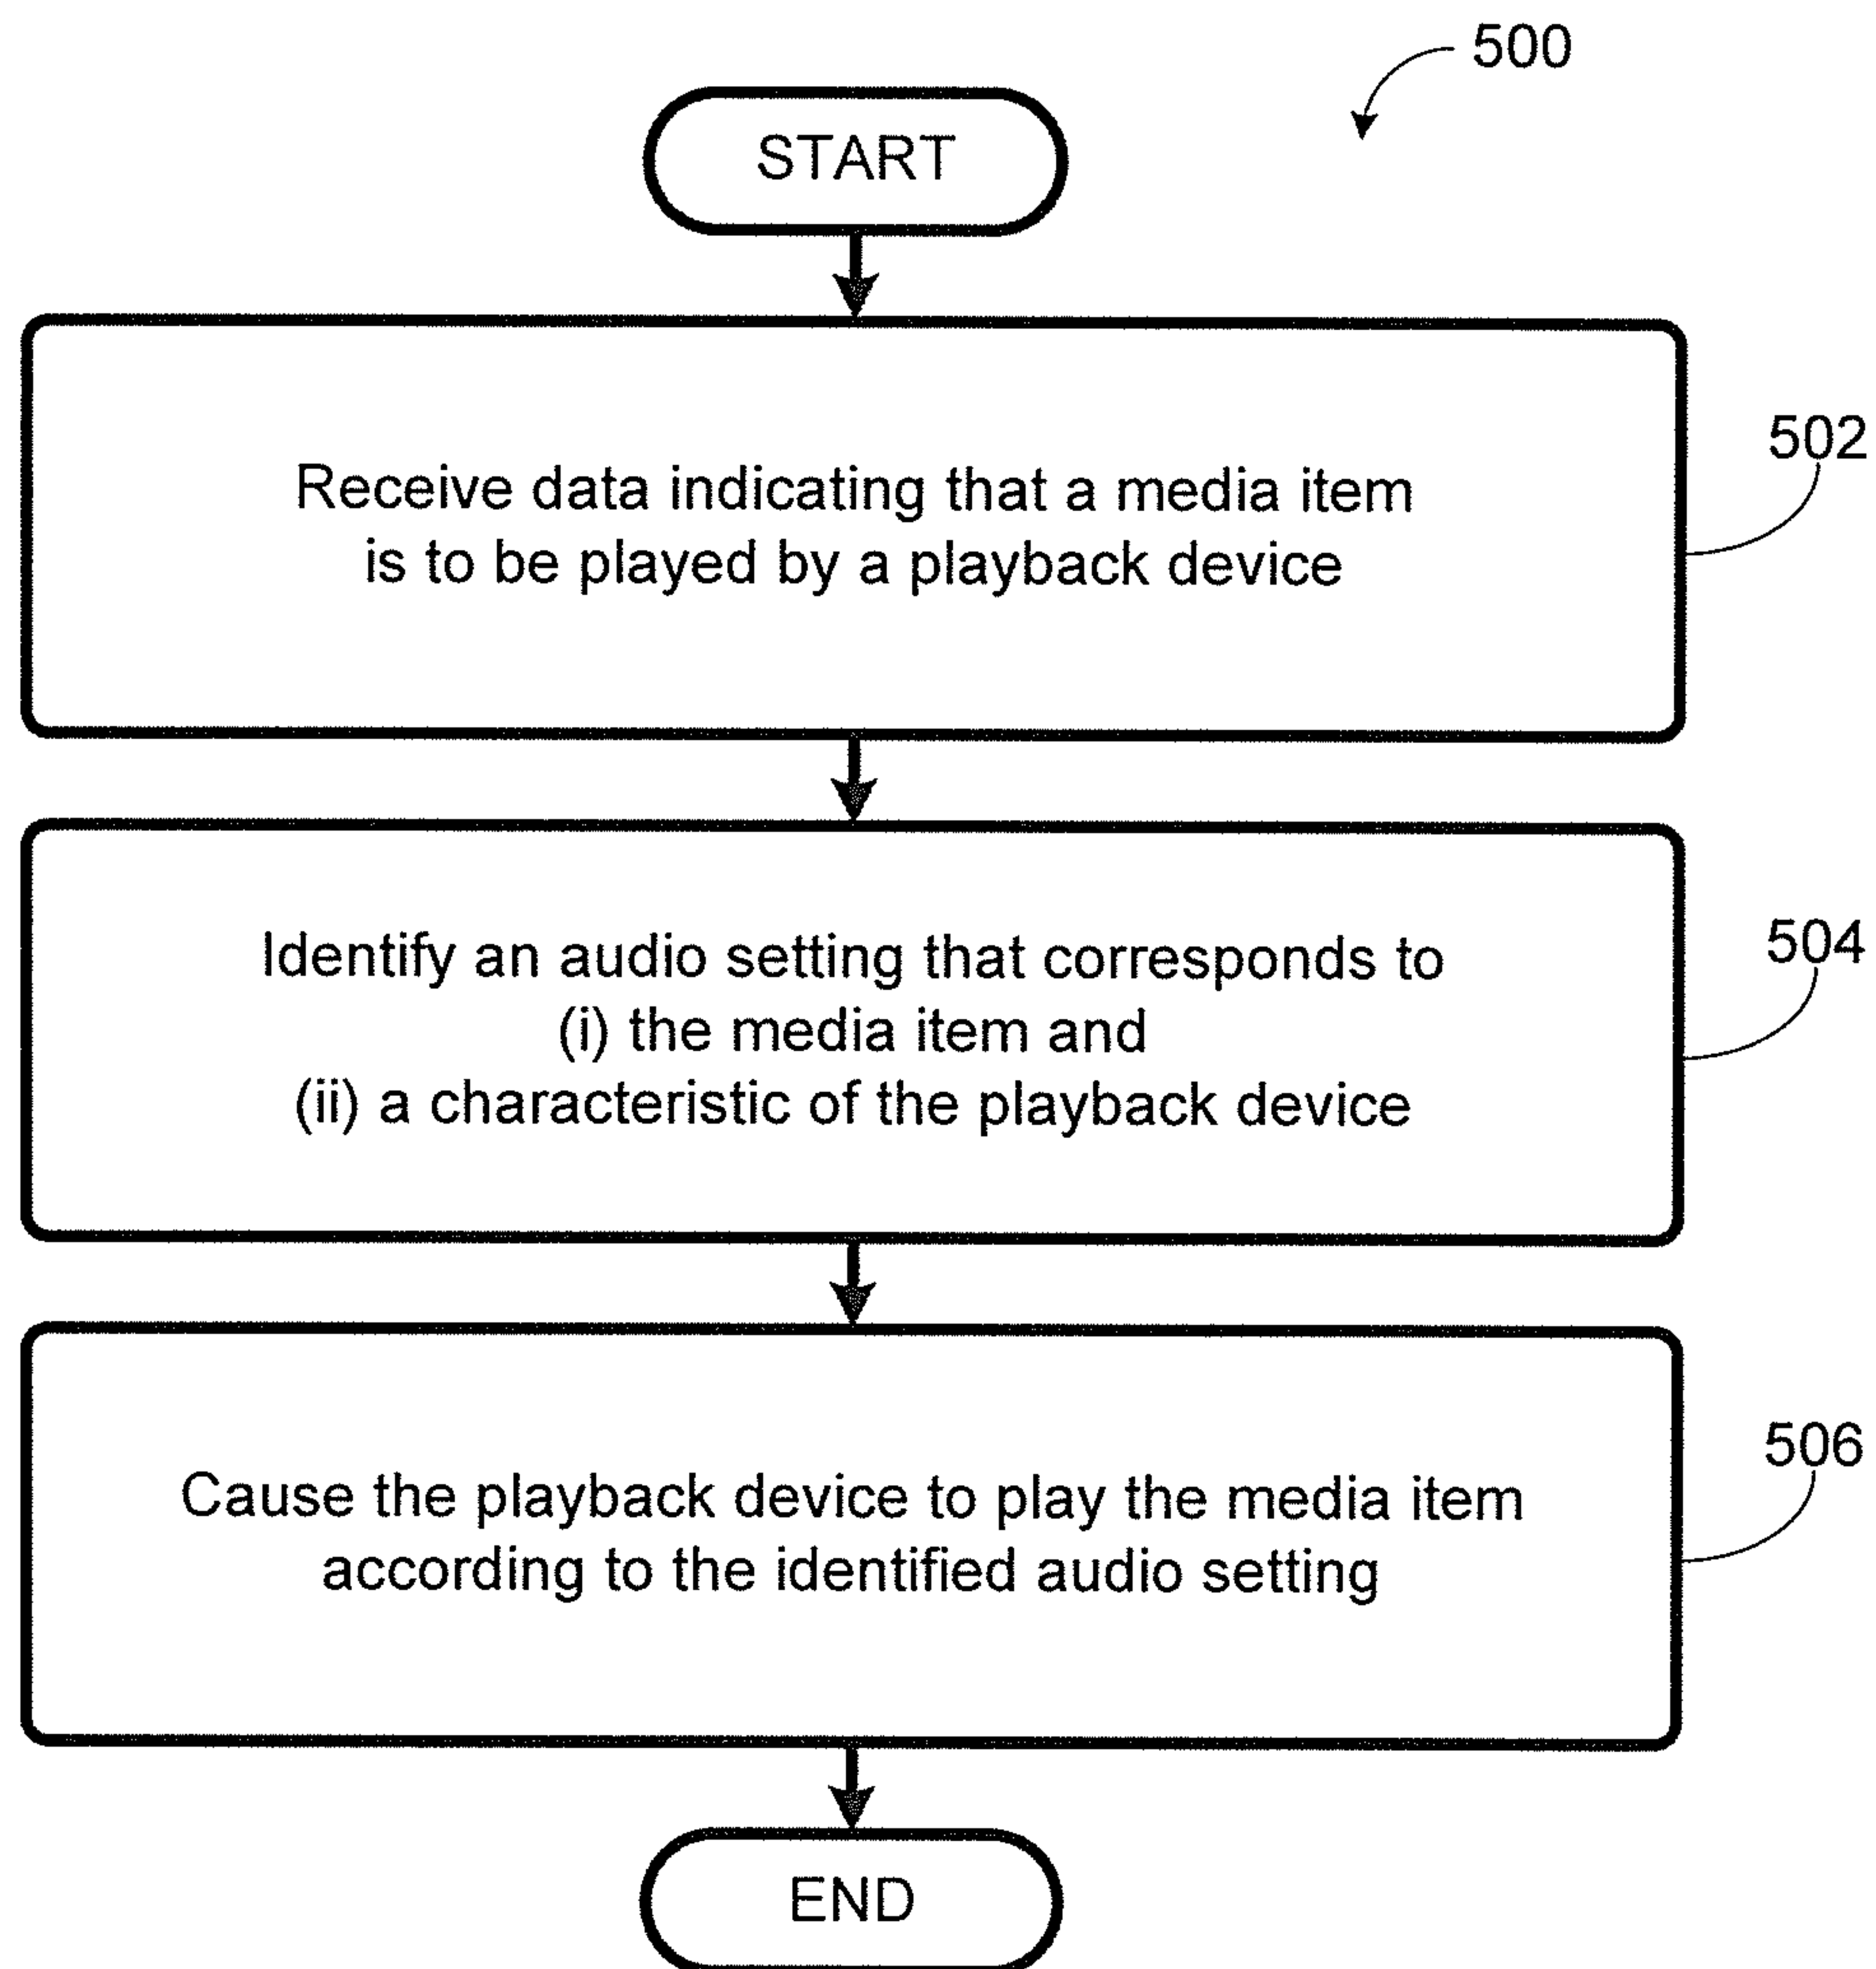 500
START
Receive data indicating that a media item
is to be played by a playback device
502
Identify an audio setting that corresponds to
(i) the media item and
(ii) a characteristic of the playback device
504
Cause the playback device to play the media item
according to the identified audio setting
506
END